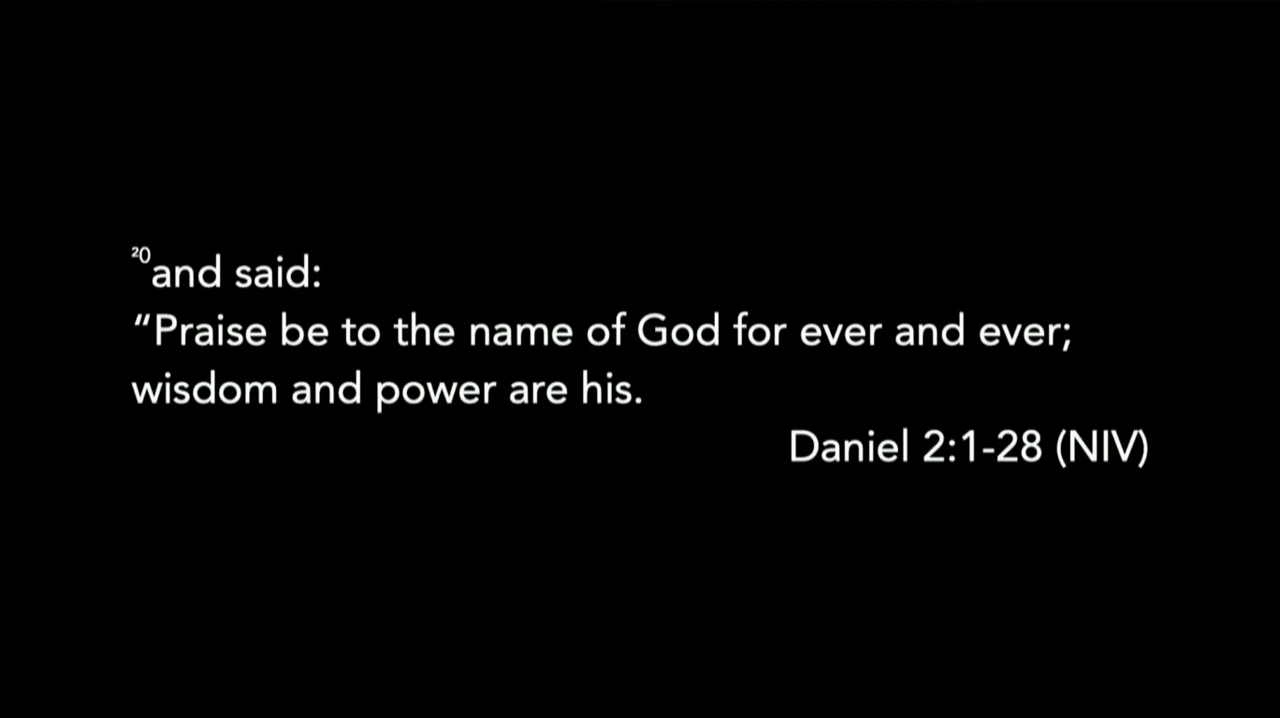 ²⁰and said:
“Praise be to the name of God for ever and ever;
wisdom and power are his.
Daniel 2:1-28 (NIV)